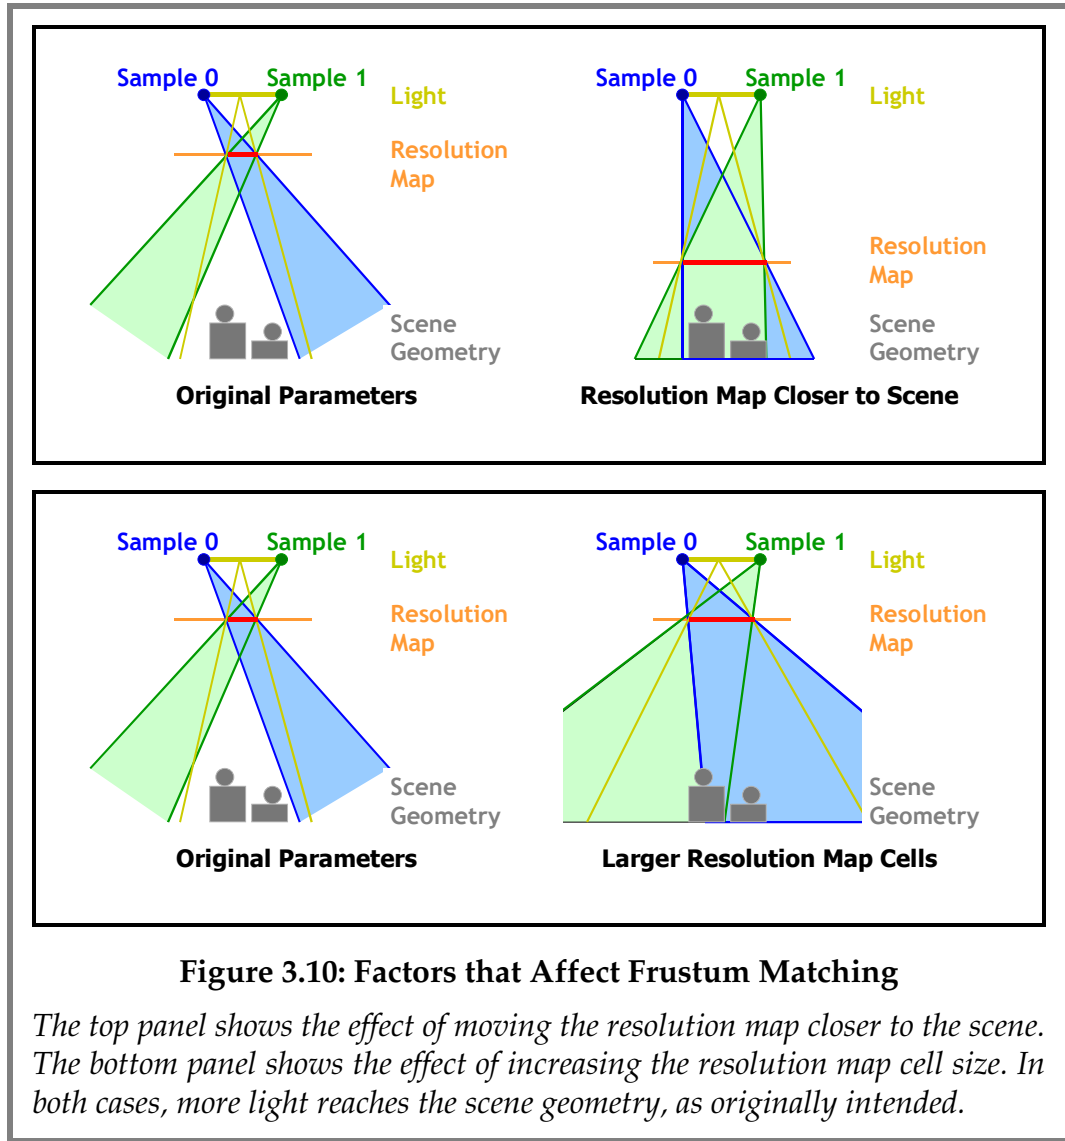 Sample 0 Sample 1
Light
Resolution
Map
Scene
Geometry
Original Parameters
Sample 0 Sample 1
Light
Resolution
Map
Scene
Geometry
Resolution Map Closer to Scene
Sample 0 Sample 1
Light
Resolution
Map
Scene
Geometry
Original Parameters
Sample 0 Sample 1
Light
Resolution
Map
Scene
Geometry
Larger Resolution Map Cells
Figure 3.10: Factors that Affect Frustum Matching
The top panel shows the effect of moving the resolution map closer to the scene.
The bottom panel shows the effect of increasing the resolution map cell size. In
both cases, more light reaches the scene geometry, as originally intended.